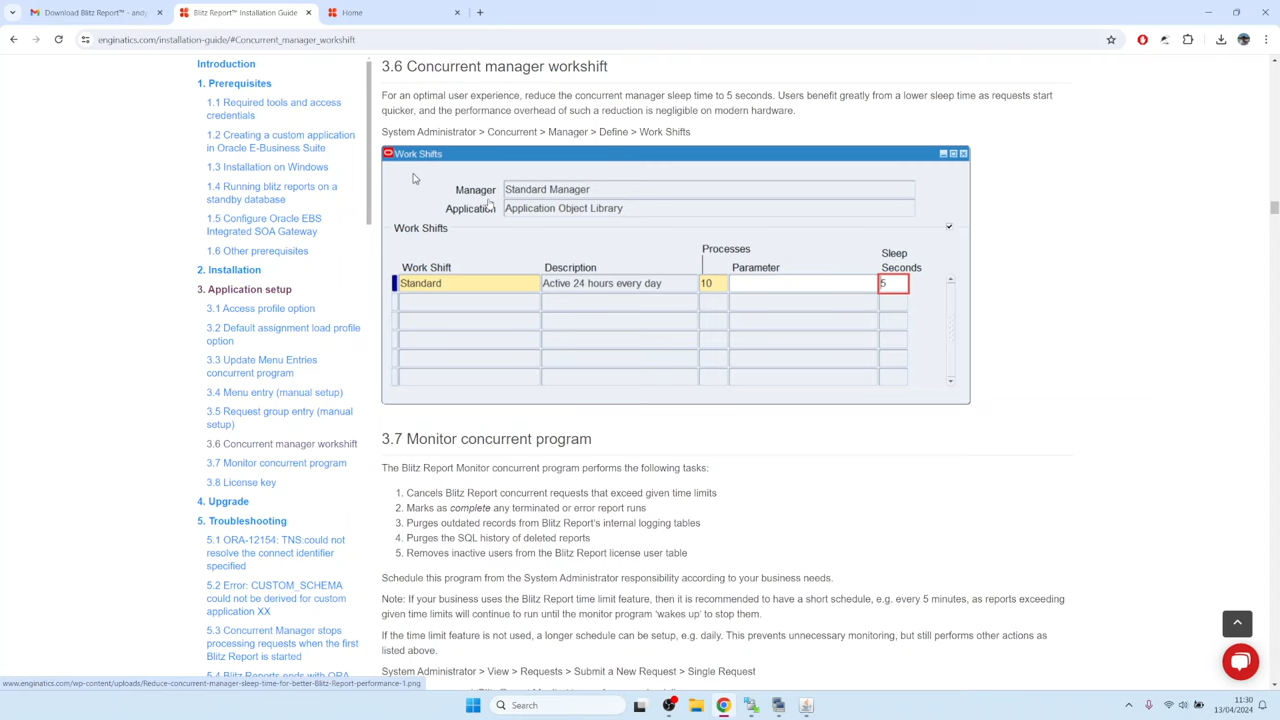 Download Blitz Report™ - andy
Blitz Report™ Installation Guide
Home
enginatics.com/installation-guide/#Concurrent_manager_workshift
Introduction
1. Prerequisites
1.1 Required tools and access
credentials
1.2 Creating a custom application
in Oracle E-Business Suite
1.3 Installation on Windows
1.4 Running blitz reports on a
standby database
1.5 Configure Oracle EBS
Integrated SOA Gateway
1.6 Other prerequisites
2. Installation
3. Application setup
3.1 Access profile option
3.2 Default assignment load profile
option
3.3 Update Menu Entries
concurrent program
3.4 Menu entry (manual setup)
3.5 Request group entry (manual
setup)
3.6 Concurrent manager workshift
3.7 Monitor concurrent program
3.8 License key
4. Upgrade
5. Troubleshooting
5.1 ORA-12154: TNS:could not
resolve the connect identifier
specified
5.2 Error: CUSTOM_SCHEMA
could not be derived for custom
application XX
5.3 Concurrent Manager stops
processing requests when the first
Blitz Report is started
5.4 Blitz Reports ends with ORA
3.6 Concurrent manager workshift
For an optimal user experience, reduce the concurrent manager sleep time to 5 seconds. Users benefit greatly from a lower sleep time as requests start
quicker, and the performance overhead of such a reduction is negligible on modern hardware.
System Administrator > Concurrent > Manager > Define > Work Shifts
Work Shifts
Manager Standard Manager
Application Application Object Library
Work Shifts
Processes
Sleep
Work Shift Description Parameter Seconds
Standard Active 24 hours every day 10 5
3.7 Monitor concurrent program
The Blitz Report Monitor concurrent program performs the following tasks:
1. Cancels Blitz Report concurrent requests that exceed given time limits
2. Marks as complete any terminated or error report runs
3. Purges outdated records from Blitz Report's internal logging tables
4. Purges the SQL history of deleted reports
5. Removes inactive users from the Blitz Report license user table
Schedule this program from the System Administrator responsibility according to your business needs.
Note: If your business uses the Blitz Report time limit feature, then it is recommended to have a short schedule, e.g. every 5 minutes, as reports exceeding
given time limits will continue to run until the monitor program 'wakes up' to stop them.
If the time limit feature is not used, a longer schedule can be setup, e.g. daily. This prevents unnecessary monitoring, but still performs other actions as
listed above.
System Administrator > View > Requests > Submit a New Request > Single Request
www.enginatics.com/wp-content/uploads/Reduce-concurrent-manager-sleep-time-for-better-Blitz-Report-performance-1.png
Search
11:30
13/04/2024